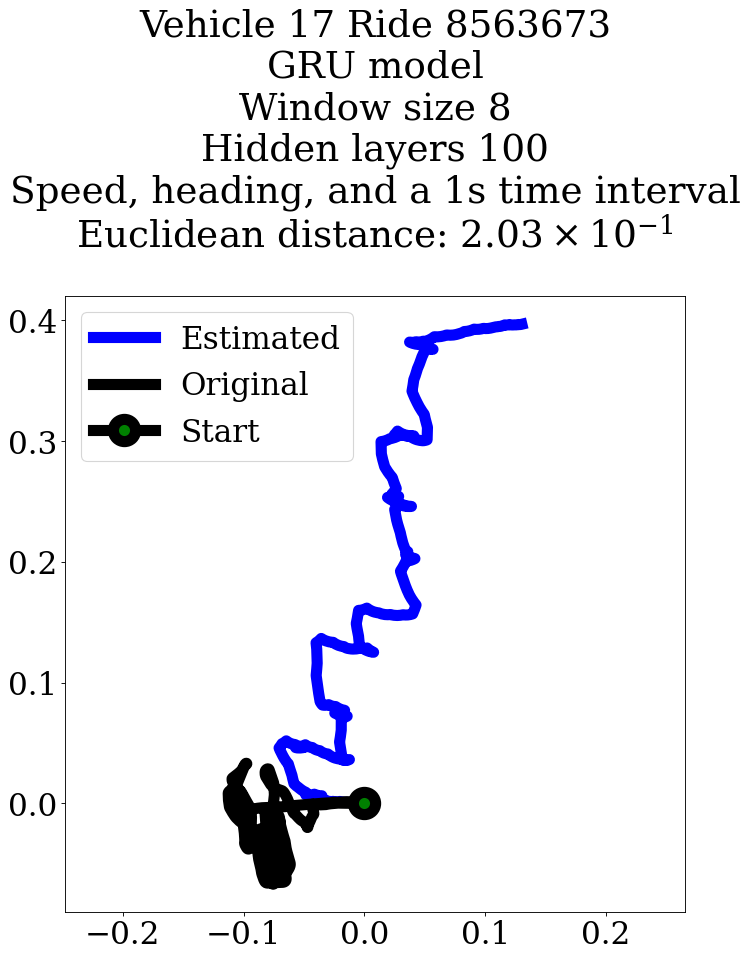 Vehicle 17 Ride 8563673
GRU model
Window size 8
Hidden layers 100
Speed, heading, and a 1s time interval
Euclidean distance: 2.03 × 10⁻¹
Estimated
Original
Start
0.4
0.3
0.2
0.1
0.0
−0.2
−0.1
0.0
0.1
0.2